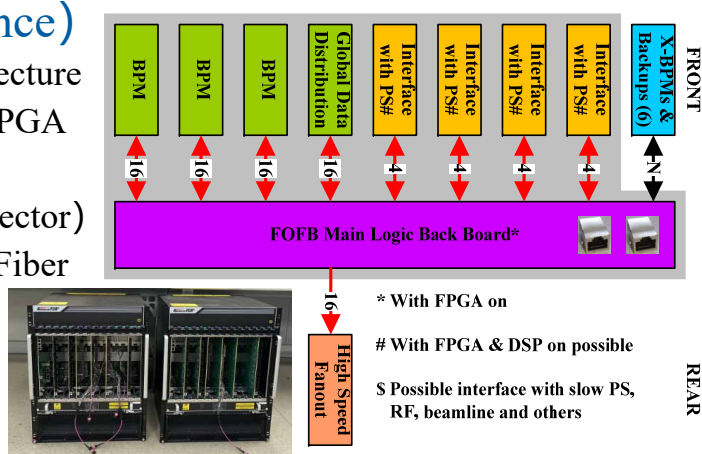 nce)
ecture
PGA
ector)
Fiber
BPM
BPM
BPM
Global Data
Distribution
Interface
with PS#
Interface
with PS#
Interface
with PS#
Interface
with PS#
X-BPMs &
Backups (6)
FRONT
16
16
16
16
4
4
4
4
N
FOFB Main Logic Back Board*
16
High Speed
Fanout
* With FPGA on
# With FPGA & DSP on possible
$ Possible interface with slow PS,
RF, beamline and others
REAR